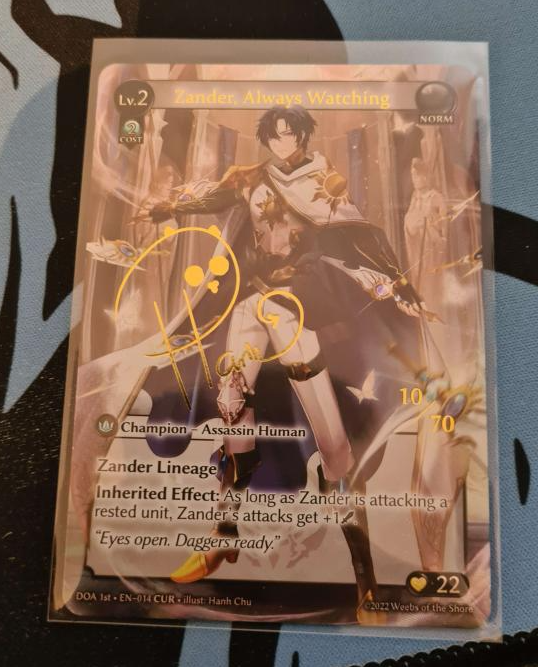 Lv.2
Zander, Always Watching
2
COST
NORM
Hanh
10
70
Champion – Assassin Human
Zander Lineage
Inherited Effect: As long as Zander is attacking a
rested unit, Zander's attacks get +1
"Eyes open. Daggers ready."
22
DOA 1st • EN-014 CUR • illust: Hanh Chu
©2022 Weebs of the Shore